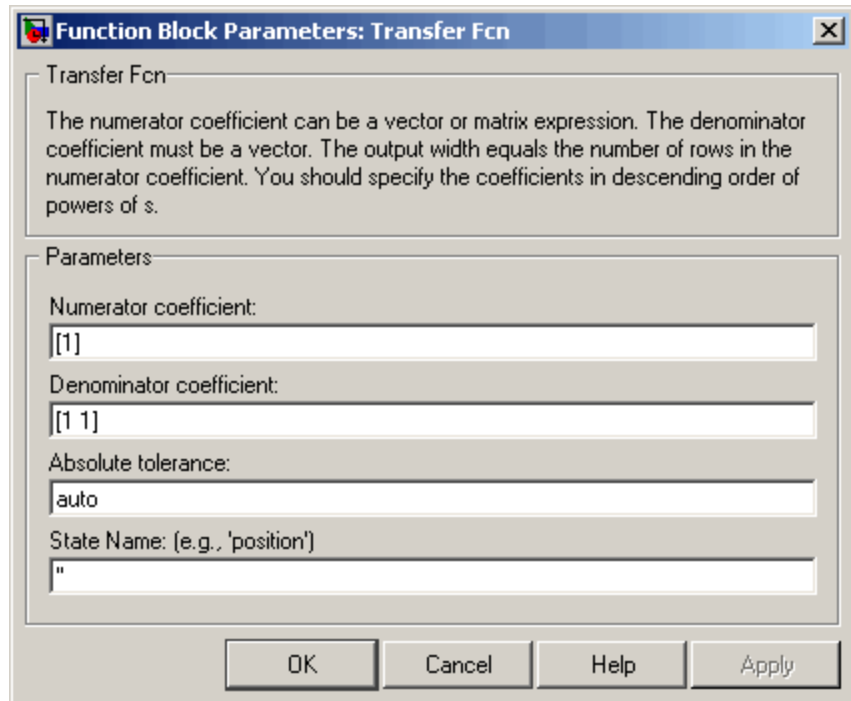 Function Block Parameters: Transfer Fcn
Transfer Fcn
The numerator coefficient can be a vector or matrix expression. The denominator
coefficient must be a vector. The output width equals the number of rows in the
numerator coefficient. You should specify the coefficients in descending order of
powers of s.
Parameters
Numerator coefficient:
[1]
Denominator coefficient:
[1 1]
Absolute tolerance:
auto
State Name: (e.g., 'position')
''
OK Cancel Help Apply